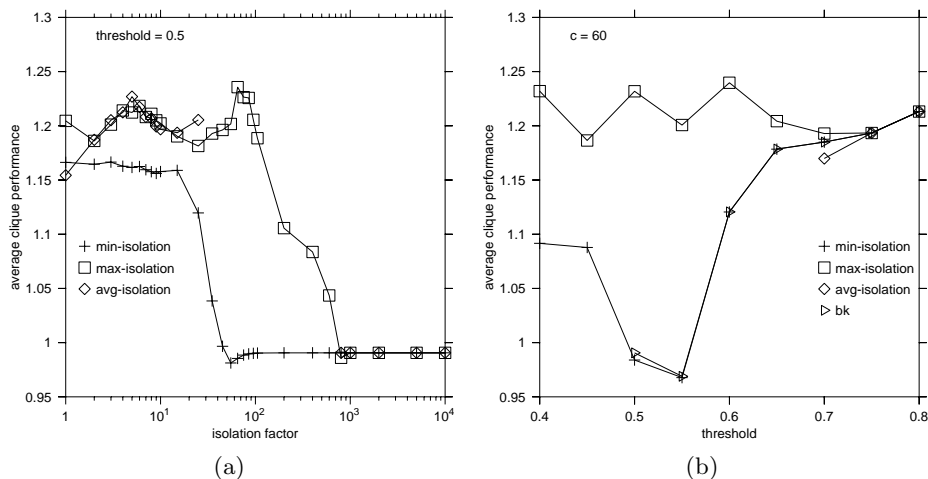 1.3
threshold = 0.5
1.25
1.2
1.15
1.1
1.05
1
0.95
average clique performance
min-isolation
max-isolation
avg-isolation
1 10^1 10^2 10^3 10^4
isolation factor
(a)
1.3
c = 60
1.25
1.2
1.15
1.1
1.05
1
0.95
average clique performance
min-isolation
max-isolation
avg-isolation
bk
0.4 0.5 0.6 0.7 0.8
threshold
(b)